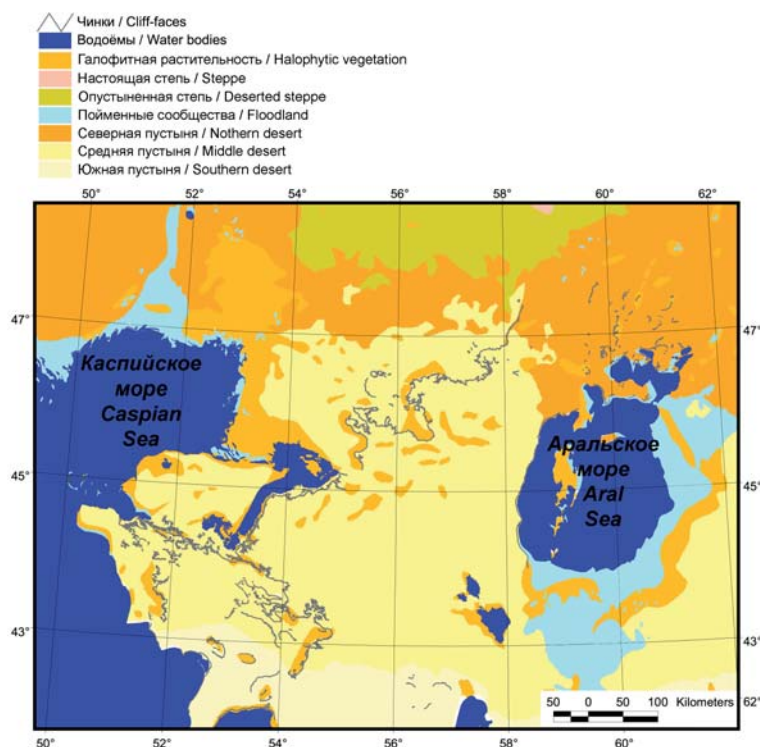 Чинки / Cliff-faces
Водоёмы / Water bodies
Галофитная растительность / Halophytic vegetation
Настоящая степь / Steppe
Опустыненная степь / Deserted steppe
Пойменные сообщества / Floodland
Северная пустыня / Nothern desert
Средняя пустыня / Middle desert
Южная пустыня / Southern desert
50° 52° 54° 56° 58° 60° 62°
47° 47°
Каспийское
море
Caspian
Sea
Аральское
море
Aral
Sea
45° 45°
43° 43°
50 0 50 100 Kilometers
62°
50° 52° 54° 56° 58° 60°